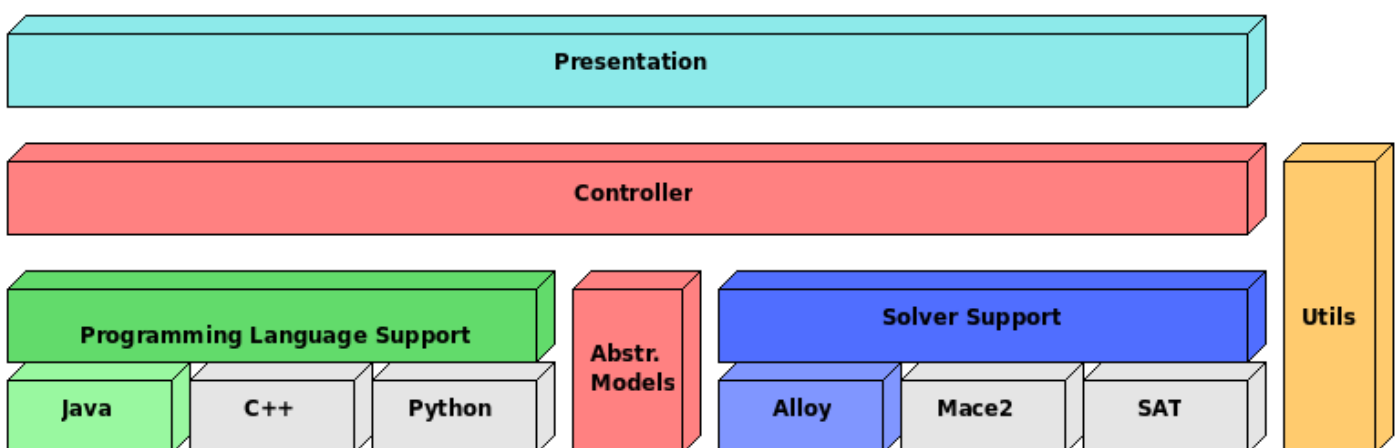 Presentation
Controller
Utils
Programming Language Support
Abstr.
Models
Solver Support
Java
C++
Python
Alloy
Mace2
SAT